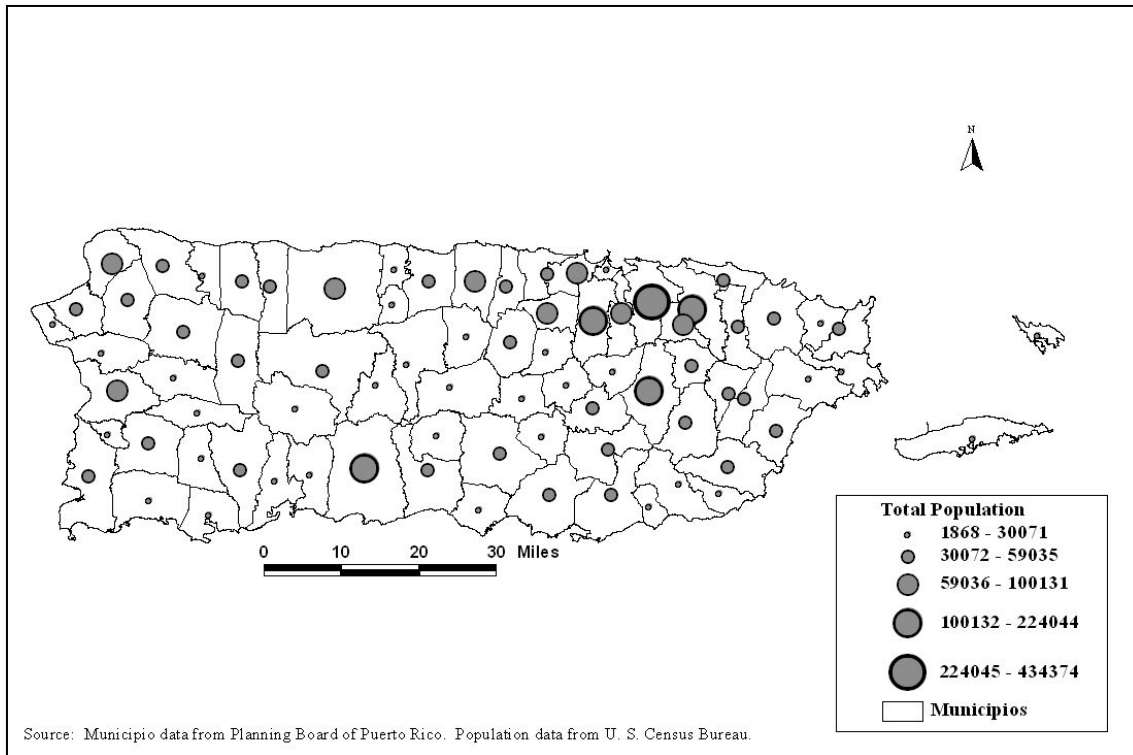 N
0 10 20 30 Miles
Total Population
1868 - 30071
30072 - 59035
59036 - 100131
100132 - 224044
224045 - 434374
Municipios
Source: Municipio data from Planning Board of Puerto Rico. Population data from U. S. Census Bureau.